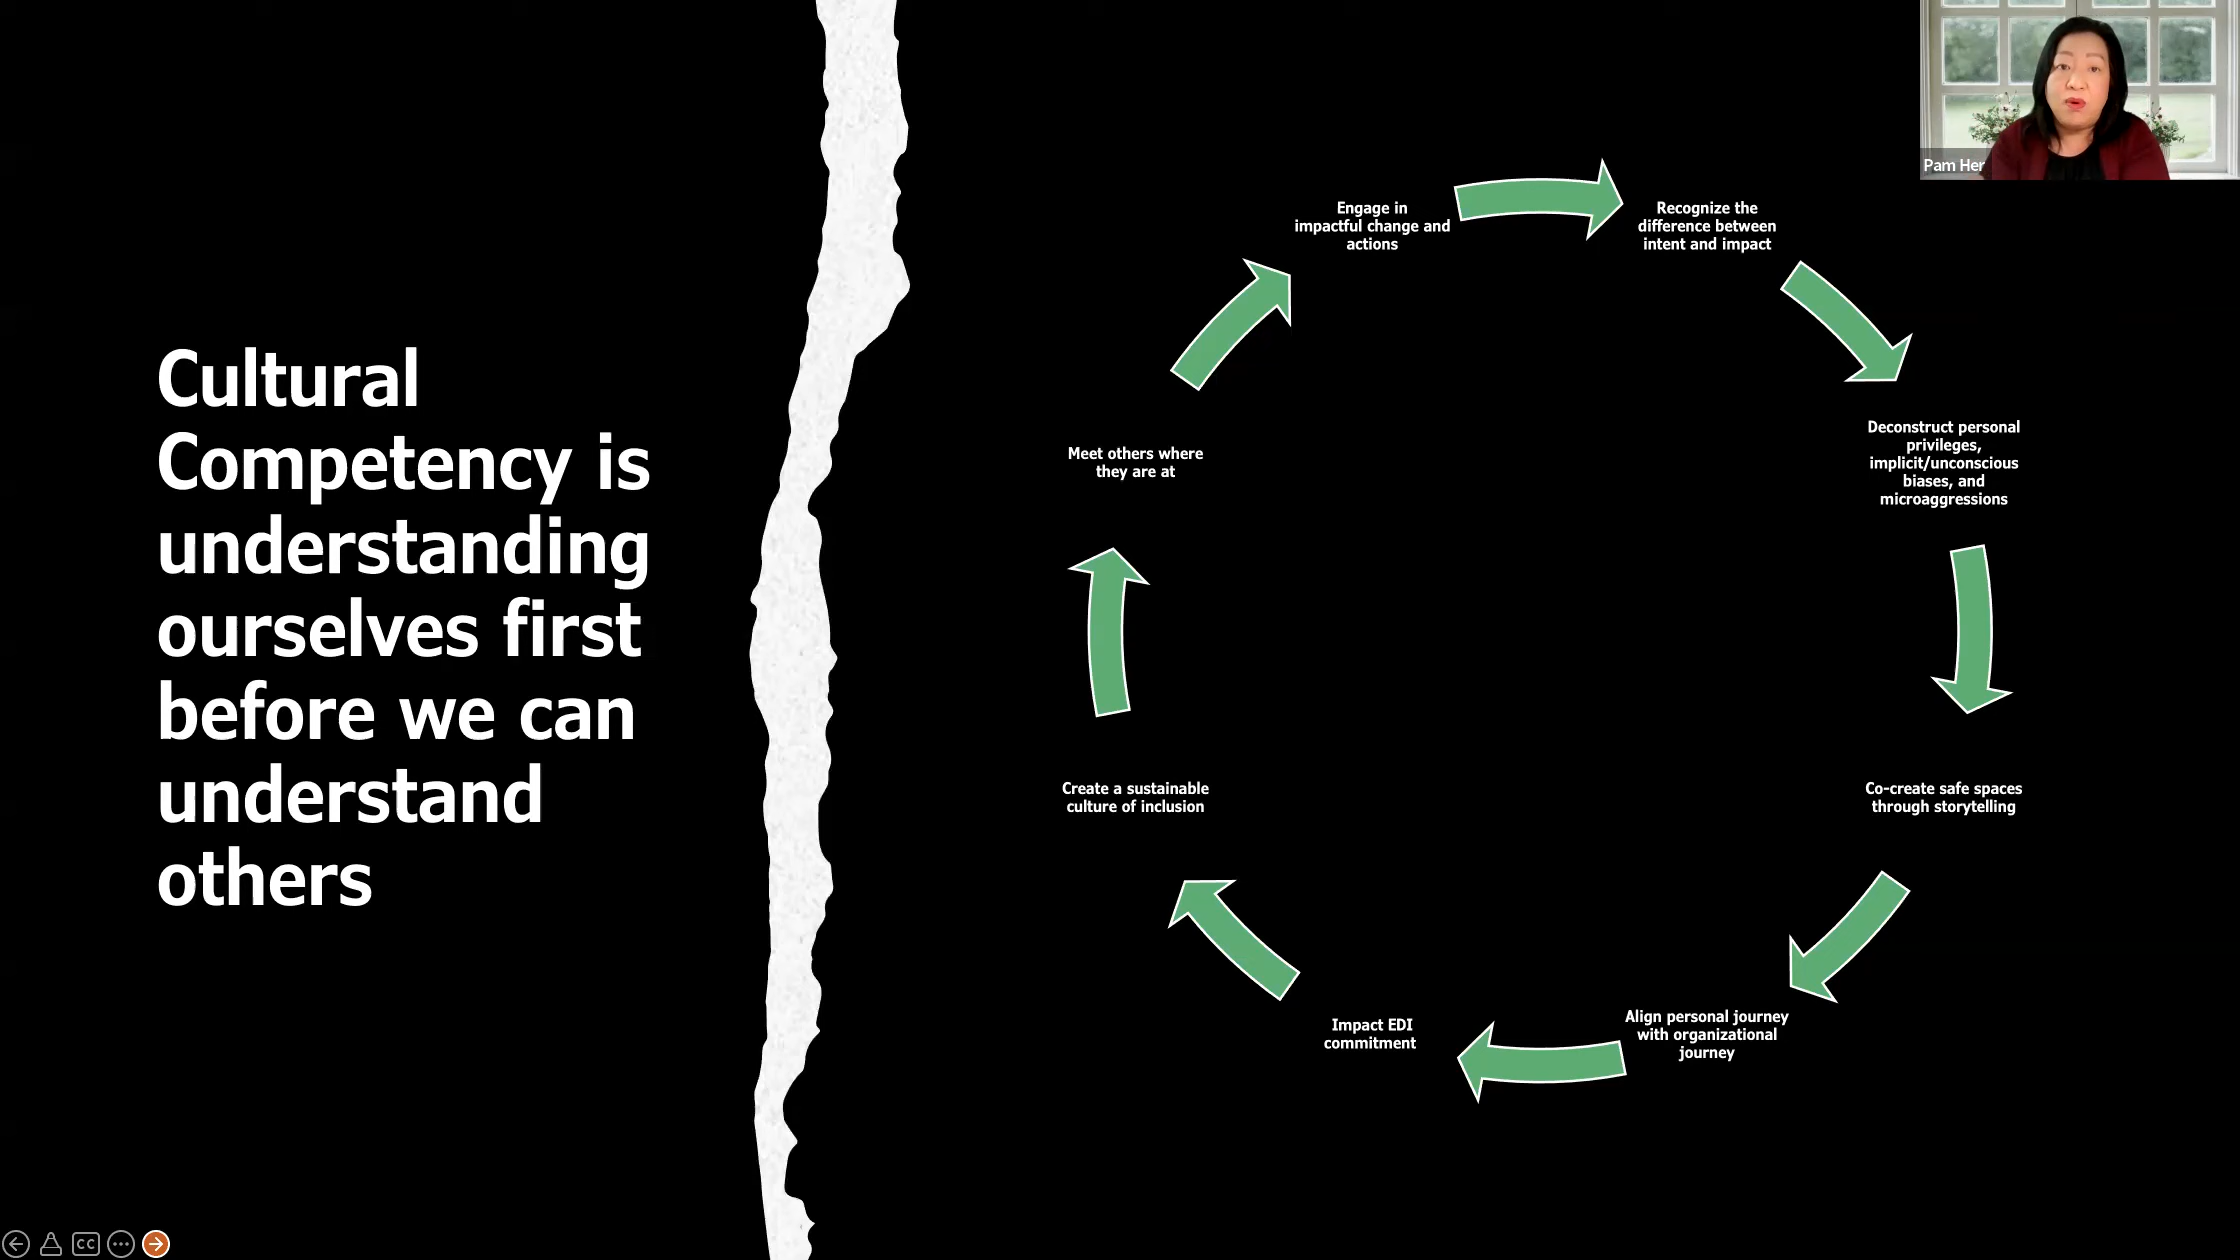 Cultural
Competency is
understanding
ourselves first
before we can
understand
others
Engage in
impactful change and
actions
Recognize the
difference between
intent and impact
Deconstruct personal
privileges,
implicit/unconscious
biases, and
microaggressions
Co-create safe spaces
through storytelling
Align personal journey
with organizational
journey
Impact EDI
commitment
Create a sustainable
culture of inclusion
Meet others where
they are at
Pam Her
CC